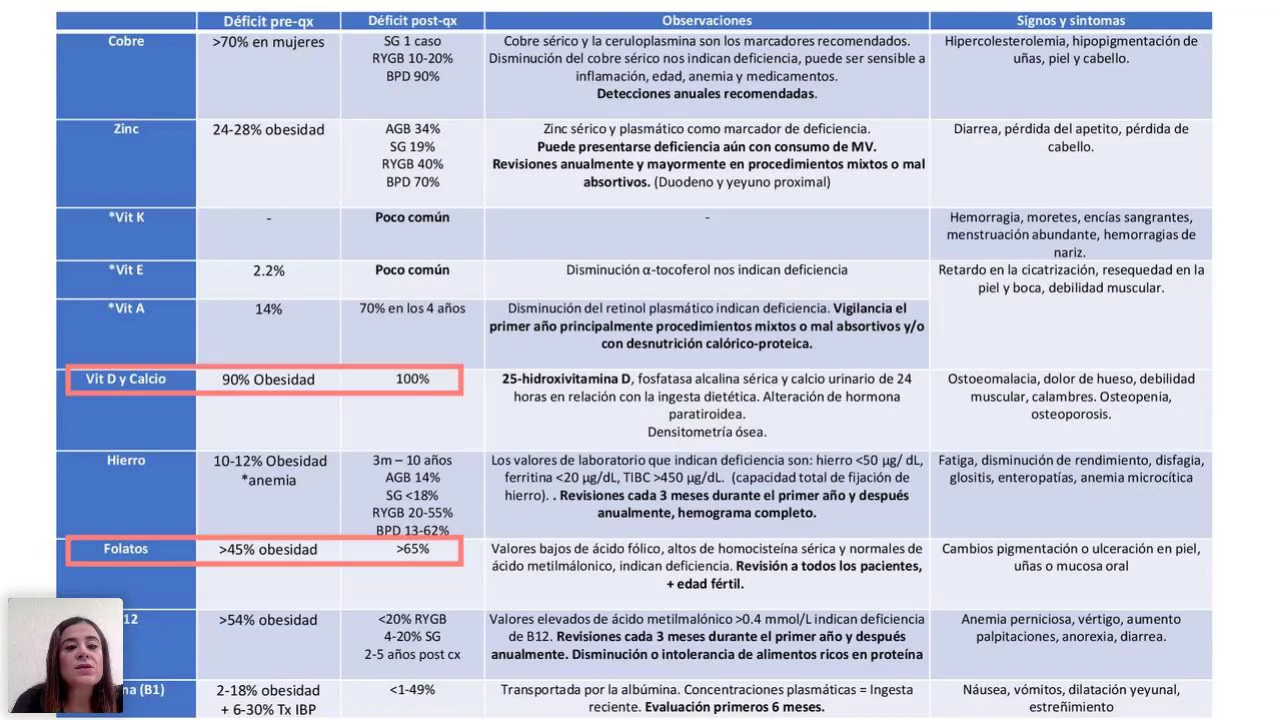 Déficit pre-qx Déficit post-qx Observaciones Signos y sintomas
Cobre >70% en mujeres SG 1 caso Cobre sérico y la ceruloplasmina son los marcadores recomendados. Hipercolesterolemia, hipopigmentación de
RYGB 10-20% Disminución del cobre sérico nos indican deficiencia, puede ser sensible a uñas, piel y cabello.
BPD 90% inflamación, edad, anemia y medicamentos.
Detecciones anuales recomendadas.
Zinc 24-28% obesidad AGB 34% Zinc sérico y plasmático como marcador de deficiencia. Diarrea, pérdida del apetito, pérdida de
SG 19% Puede presentarse deficiencia aún con consumo de MV. cabello.
RYGB 40% Revisiones anualmente y mayormente en procedimientos mixtos o mal
BPD 70% absortivos. (Duodeno y yeyuno proximal)
*Vit K - Poco común - Hemorragia, moretes, encías sangrantes,
menstruación abundante, hemorragias de
nariz.
*Vit E 2.2% Poco común Disminución α-tocoferol nos indican deficiencia Retardo en la cicatrización, resequedad en la
piel y boca, debilidad muscular.
*Vit A 14% 70% en los 4 años Disminución del retinol plasmático indican deficiencia. Vigilancia el
primer año principalmente procedimientos mixtos o mal absortivos y/o
con desnutrición calórico-proteica.
Vit D y Calcio 90% Obesidad 100% 25-hidroxivitamina D, fosfatasa alcalina sérica y calcio urinario de 24 Ostoeomalacia, dolor de hueso, debilidad
horas en relación con la ingesta dietética. Alteración de hormona muscular, calambres. Osteopenia,
paratiroidea. osteoporosis.
Densitometría ósea.
Hierro 10-12% Obesidad 3m – 10 años Los valores de laboratorio que indican deficiencia son: hierro <50 µg/ dL, Fatiga, disminución de rendimiento, disfagia,
*anemia AGB 14% ferritina <20 µg/dL, TIBC >450 µg/dL. (capacidad total de fijación de glositis, enteropatías, anemia microcítica
SG <18% hierro). . Revisiones cada 3 meses durante el primer año y después
RYGB 20-55% anualmente, hemograma completo.
BPD 13-62%
Folatos >45% obesidad >65% Valores bajos de ácido fólico, altos de homocisteína sérica y normales de Cambios pigmentación o ulceración en piel,
ácido metilmálonico, indican deficiencia. Revisión a todos los pacientes, uñas o mucosa oral
+ edad fértil.
12 >54% obesidad <20% RYGB Valores elevados de ácido metilmalónico >0.4 mmol/L indican deficiencia Anemia perniciosa, vértigo, aumento
4-20% SG de B12. Revisiones cada 3 meses durante el primer año y después palpitaciones, anorexia, diarrea.
2-5 años post cx anualmente. Disminución o intolerancia de alimentos ricos en proteína
na (B1) 2-18% obesidad <1-49% Transportada por la albúmina. Concentraciones plasmáticas = Ingesta Náusea, vómitos, dilatación yeyunal,
+ 6-30% Tx IBP reciente. Evaluación primeros 6 meses. estreñimiento